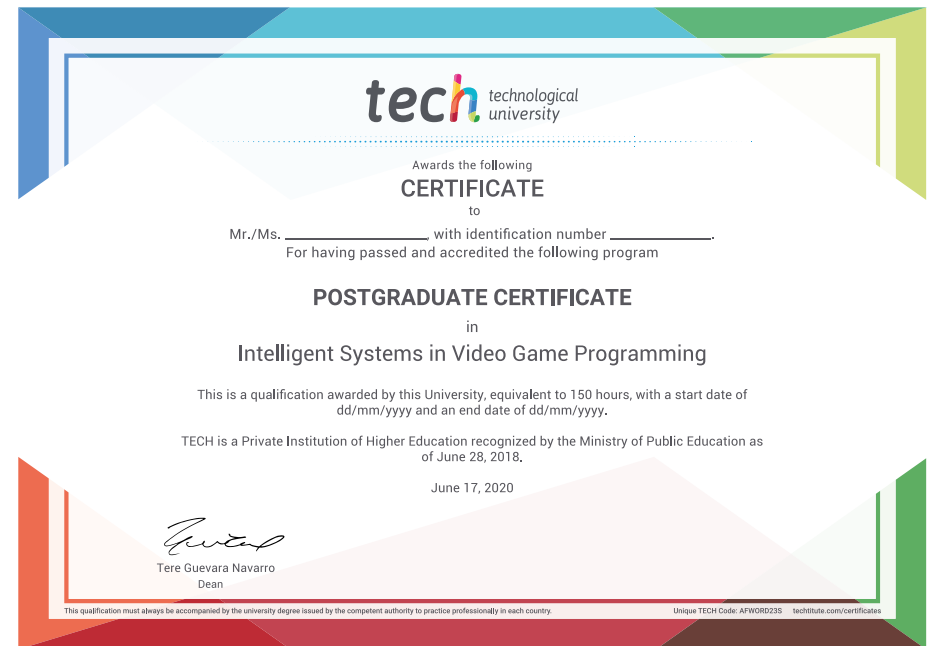 tech technological
university
Awards the following
CERTIFICATE
to
Mr./Ms. ____________________, with identification number ______________.
For having passed and accredited the following program
POSTGRADUATE CERTIFICATE
in
Intelligent Systems in Video Game Programming
This is a qualification awarded by this University, equivalent to 150 hours, with a start date of
dd/mm/yyyy and an end date of dd/mm/yyyy.
TECH is a Private Institution of Higher Education recognized by the Ministry of Public Education as
of June 28, 2018.
June 17, 2020
Tere Guevara Navarro
Dean
This qualification must always be accompanied by the university degree issued by the competent authority to practice professionally in each country.
Unique TECH Code: AFWORD23S techtitute.com/certificates